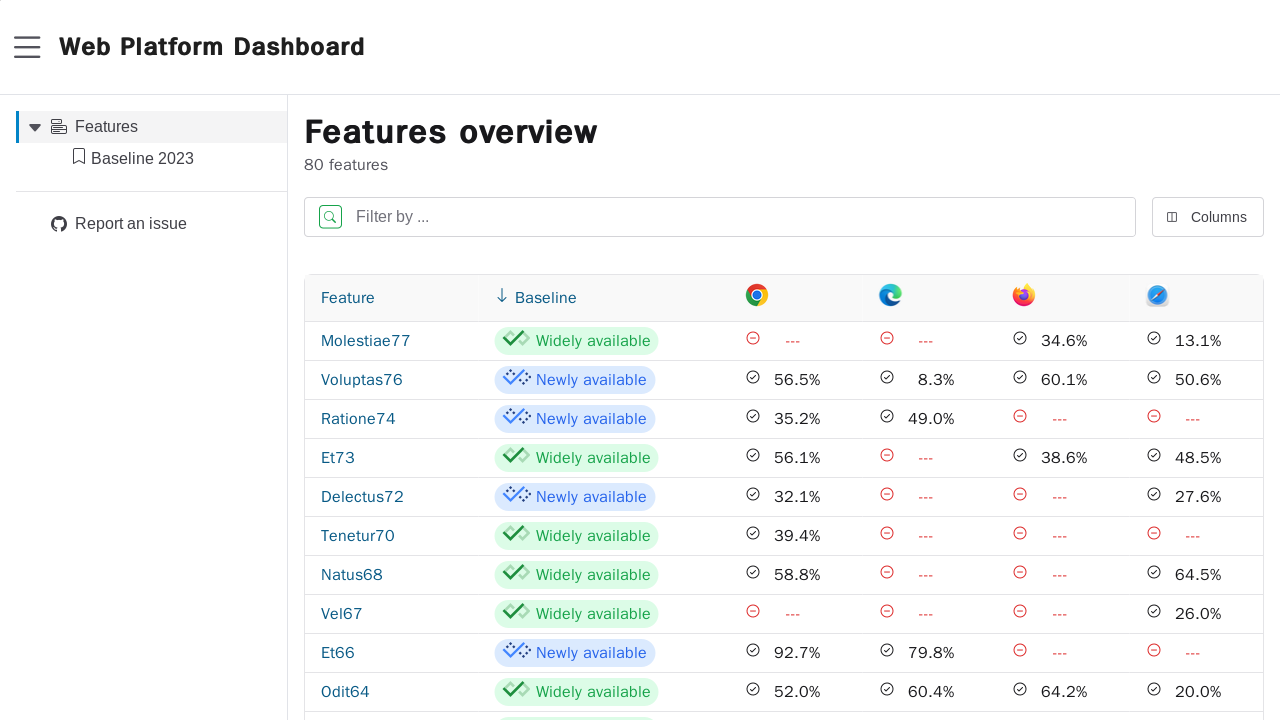 Web Platform Dashboard
Features
Baseline 2023
Report an issue
Features overview
80 features
Filter by ...
Columns
Feature Baseline
Molestiae77 Widely available --- --- 34.6% 13.1%
Voluptas76 Newly available 56.5% 8.3% 60.1% 50.6%
Ratione74 Newly available 35.2% 49.0% --- ---
Et73 Widely available 56.1% --- 38.6% 48.5%
Delectus72 Newly available 32.1% --- --- 27.6%
Tenetur70 Widely available 39.4% --- --- ---
Natus68 Widely available 58.8% --- --- 64.5%
Vel67 Widely available --- --- --- 26.0%
Et66 Newly available 92.7% 79.8% --- ---
Odit64 Widely available 52.0% 60.4% 64.2% 20.0%